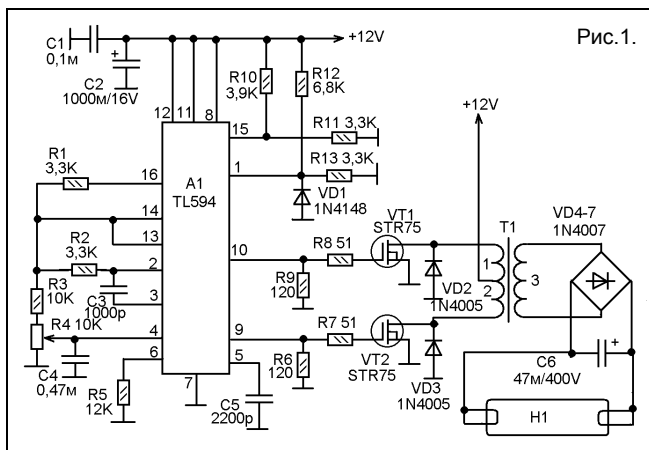 Рис.1.
C1
0,1м
+
C2
1000м/16V
+12V
R10
3,9K
R12
6,8K
12
11
8
15
R11 3,3K
+12V
R1
3,3K
16
A1
TL594
1
R13 3,3K
VD1
1N4148
14
13
R2
3,3K
2
C3
1000p
3
R3
10K
R4 10K
4
C4
0,47м
6
R5
12K
7
10
R8 51
R9
120
VT1
STR75
VD2
1N4005
9
R7 51
R6
120
VT2
STR75
VD3
1N4005
5
C5
2200p
T1
1
2
3
VD4-7
1N4007
C6
47м/400V
+
H1